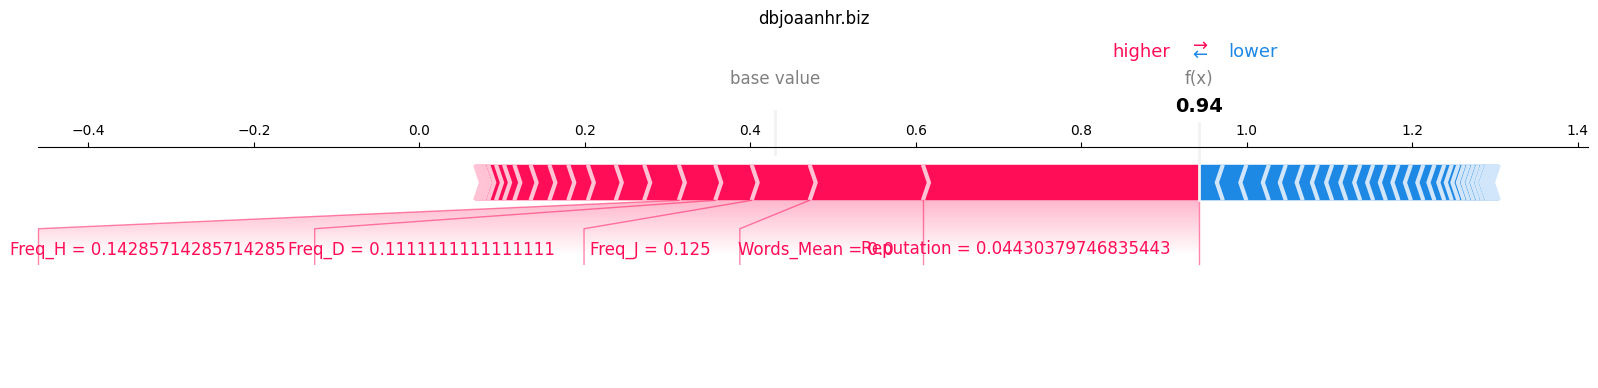 dbjoaanhr.biz
higher ⇄ lower
base value f(x)
0.94
−0.4 −0.2 0.0 0.2 0.4 0.6 0.8 1.0 1.2 1.4
Freq_H = 0.14285714285714285 Freq_D = 0.1111111111111111 Freq_J = 0.125 Words_Mean = 0.0 Reputation = 0.04430379746835443